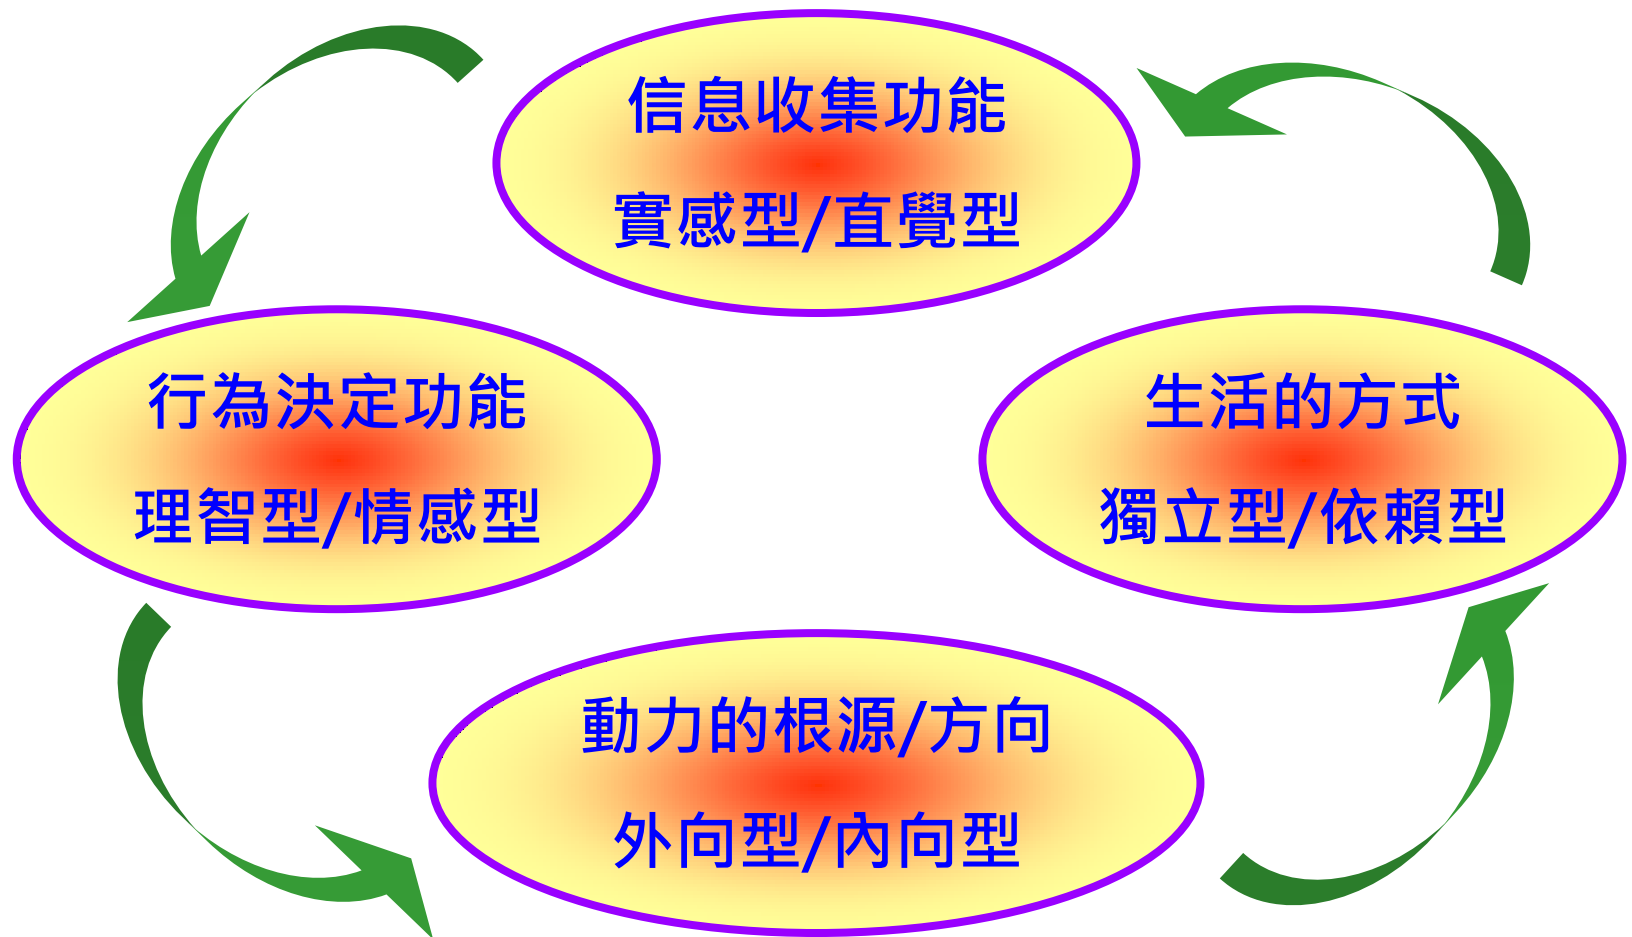 信息收集功能
實感型/直覺型
行為決定功能
理智型/情感型
生活的方式
獨立型/依賴型
動力的根源/方向
外向型/內向型